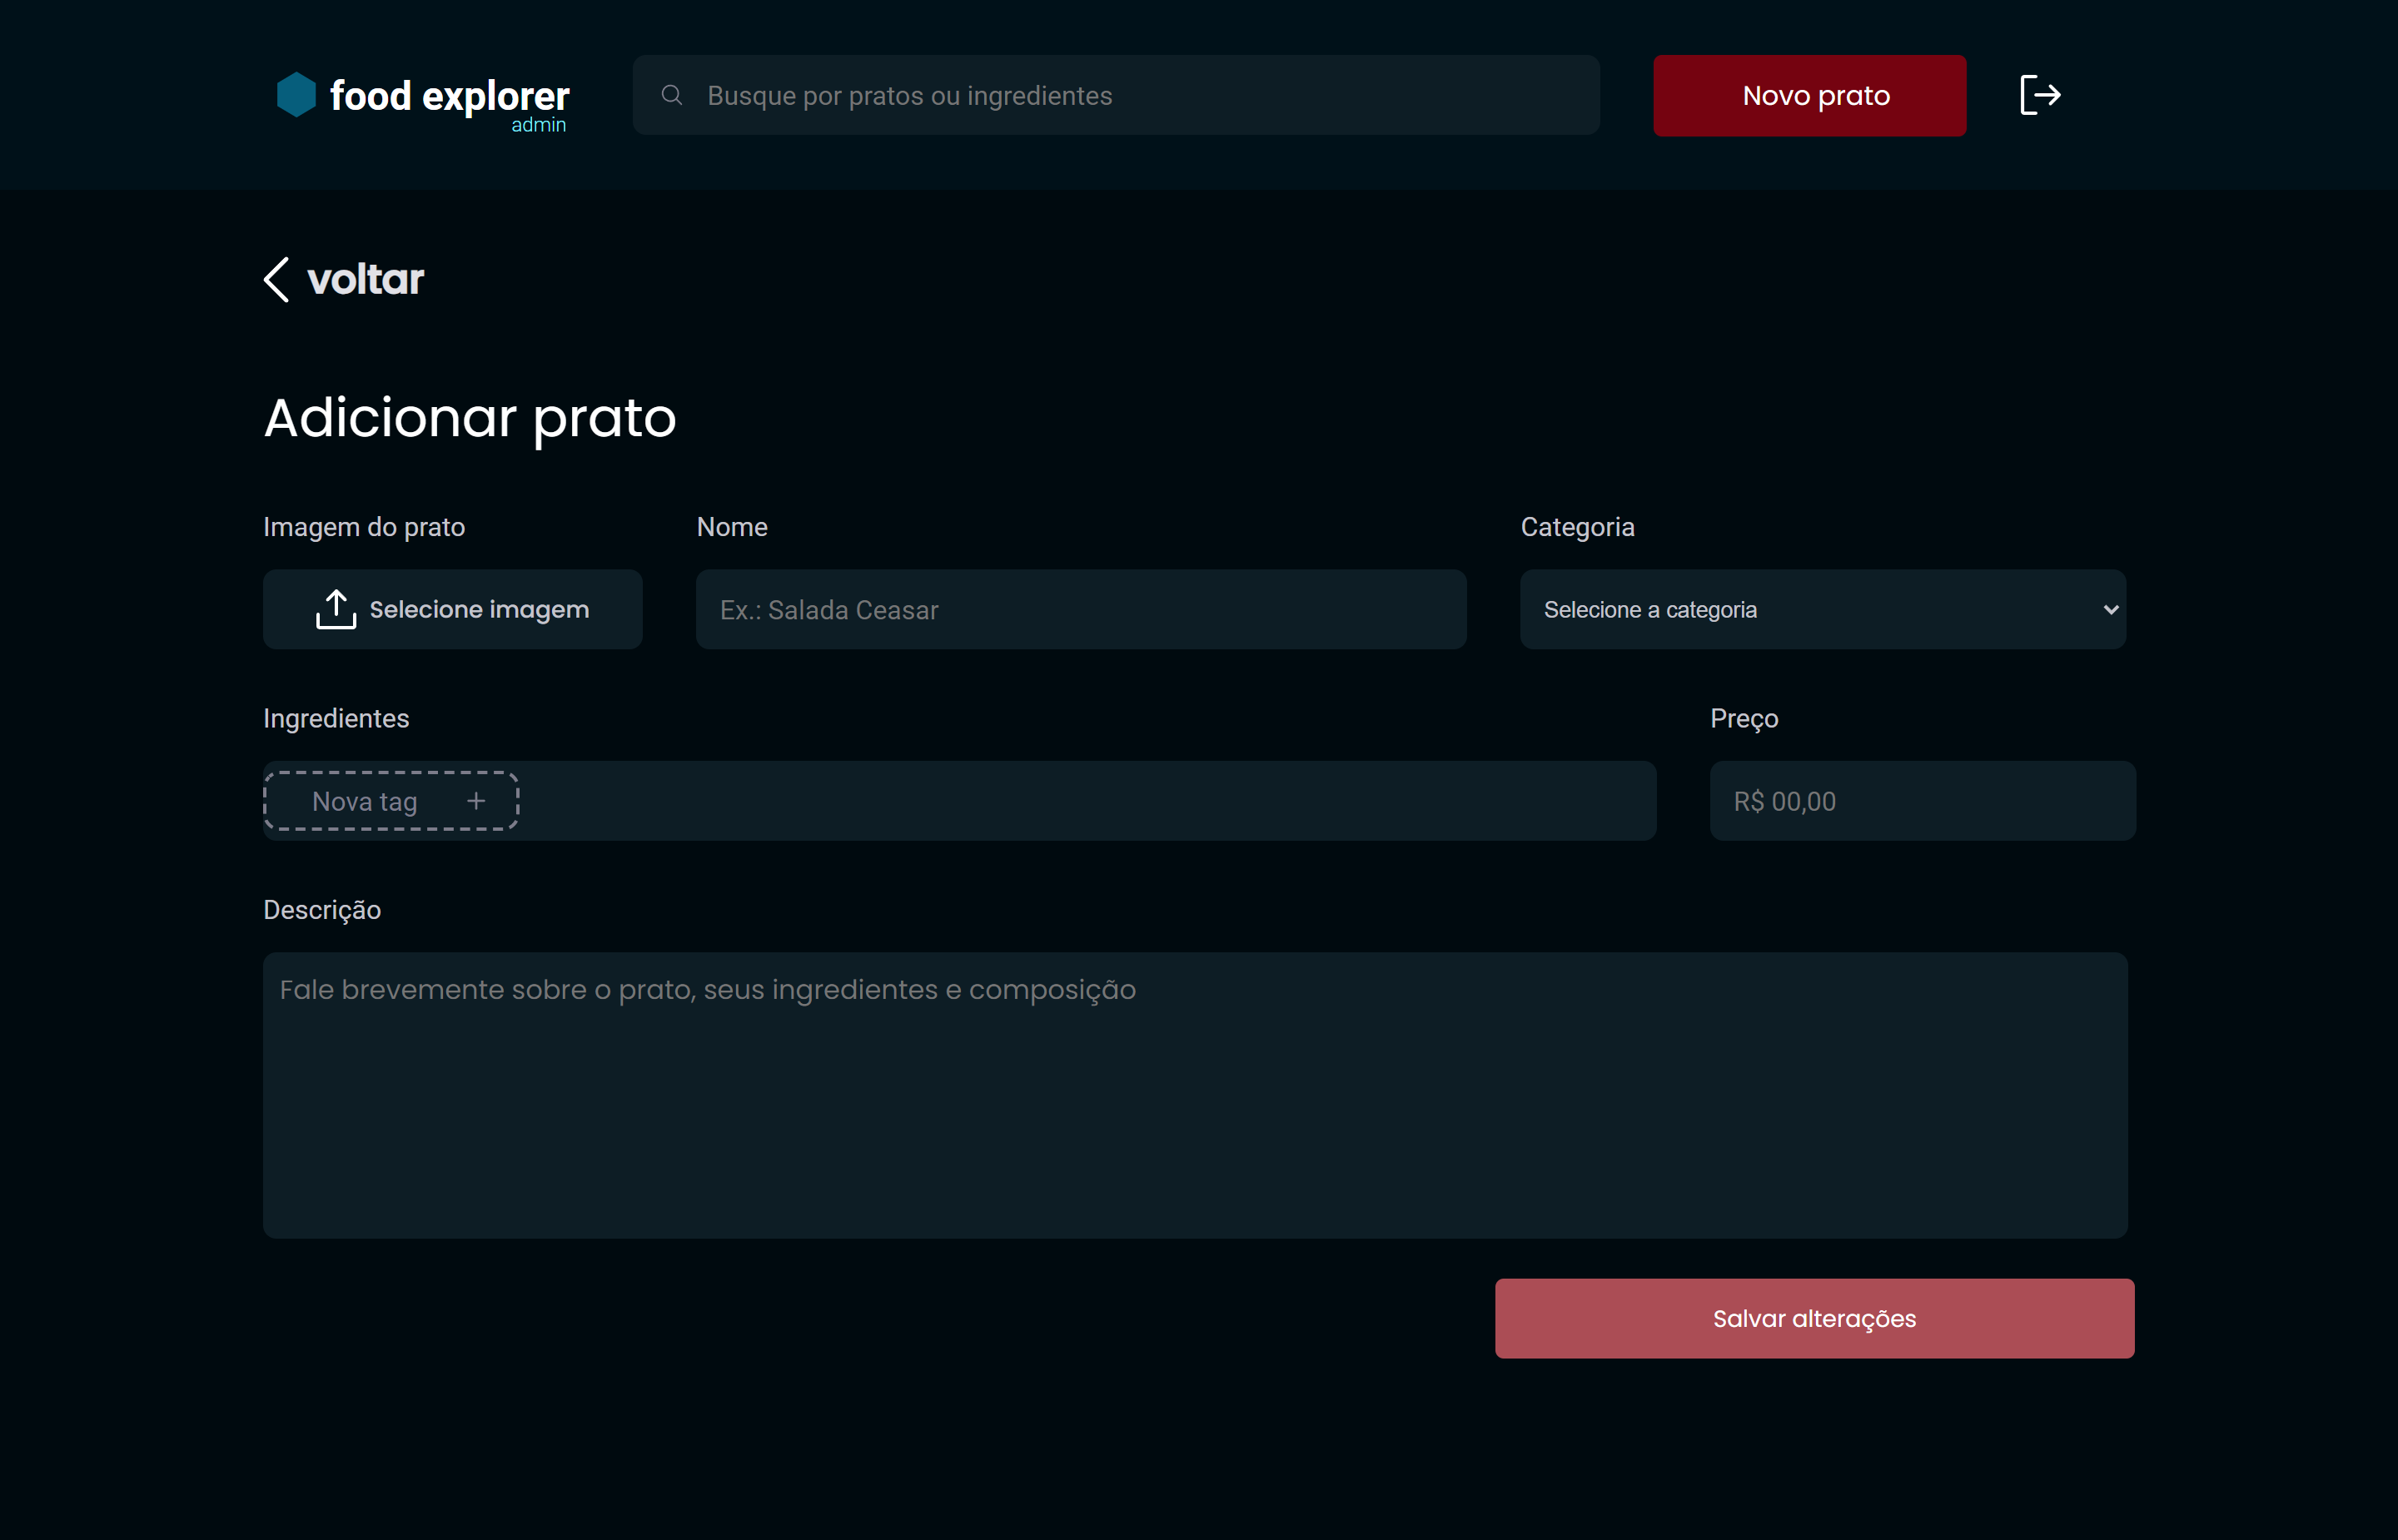 food explorer
admin
Busque por pratos ou ingredientes
Novo prato
voltar
Adicionar prato
Imagem do prato
Nome
Categoria
Selecione imagem
Ex.: Salada Ceasar
Selecione a categoria
Ingredientes
Preço
Nova tag +
R$ 00,00
Descrição
Fale brevemente sobre o prato, seus ingredientes e composição
Salvar alterações